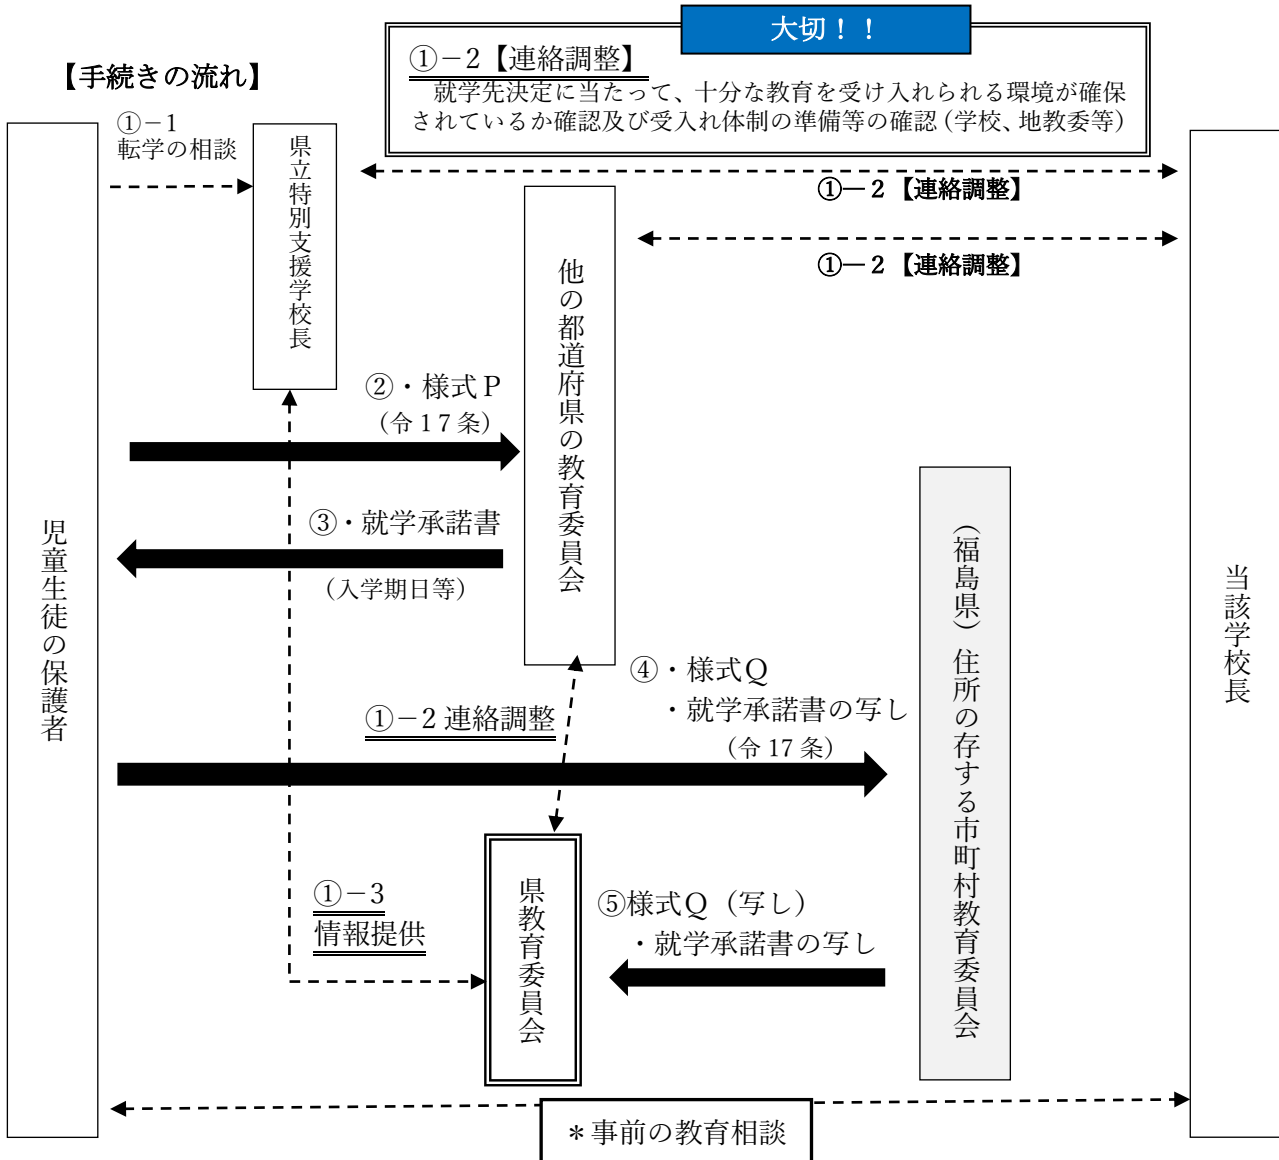 大切！！
①－2【連絡調整】
就学先決定に当たって、十分な教育を受け入れられる環境が確保
されているか確認及び受入れ体制の準備等の確認（学校、地教委等）
【手続きの流れ】
①－1
転学の相談
県立特別支援学校長
①－２【連絡調整】
①－２【連絡調整】
他の都道府県の教育委員会
②・様式Ｐ
（令１７条）
③・就学承諾書
（入学期日等）
児童生徒の保護者
（福島県）住所の存する市町村教育委員会
当該学校長
④・様式Ｑ
・就学承諾書の写し
（令 17 条）
①－2 連絡調整
①－3
情報提供
県教育委員会
⑤様式Ｑ（写し）
・就学承諾書の写し
＊事前の教育相談